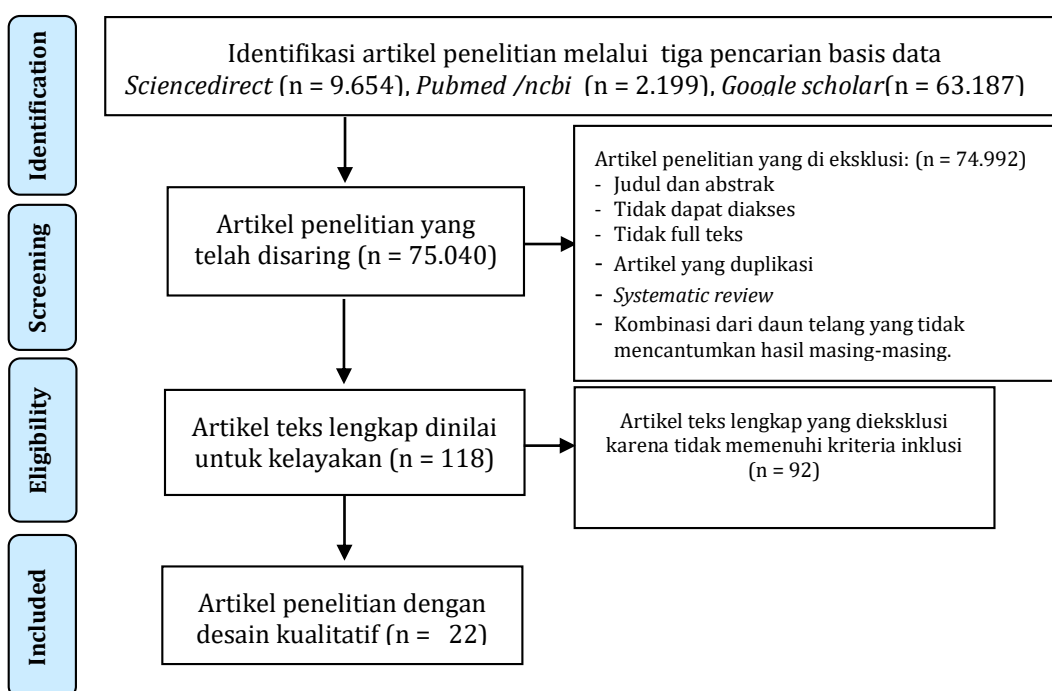 Identification
Identifikasi artikel penelitian melalui tiga pencarian basis data
Sciencedirect (n = 9.654), Pubmed /ncbi (n = 2.199), Google scholar(n = 63.187)
Screening
Artikel penelitian yang
telah disaring (n = 75.040)
Artikel penelitian yang di eksklusi: (n = 74.992)
- Judul dan abstrak
- Tidak dapat diakses
- Tidak full teks
- Artikel yang duplikasi
- Systematic review
- Kombinasi dari daun telang yang tidak
mencantumkan hasil masing-masing.
Eligibility
Artikel teks lengkap dinilai
untuk kelayakan (n = 118)
Artikel teks lengkap yang dieksklusi
karena tidak memenuhi kriteria inklusi
(n = 92)
Included
Artikel penelitian dengan
desain kualitatif (n = 22)